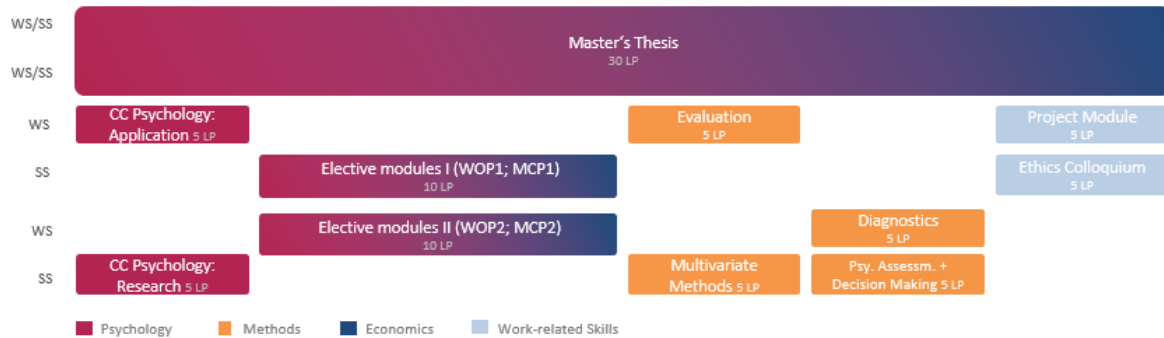 WS/SS
Master‘s Thesis
30 LP
WS/SS
WS
CC Psychology:
Application 5 LP
Evaluation
5 LP
Project Module
5 LP
SS
Elective modules I (WOP1; MCP1)
10 LP
Ethics Colloquium
5 LP
WS
Elective modules II (WOP2; MCP2)
10 LP
Diagnostics
5 LP
SS
CC Psychology:
Research 5 LP
Multivariate
Methods 5 LP
Psy. Assessm. +
Decision Making 5 LP
Psychology
Methods
Economics
Work-related Skills